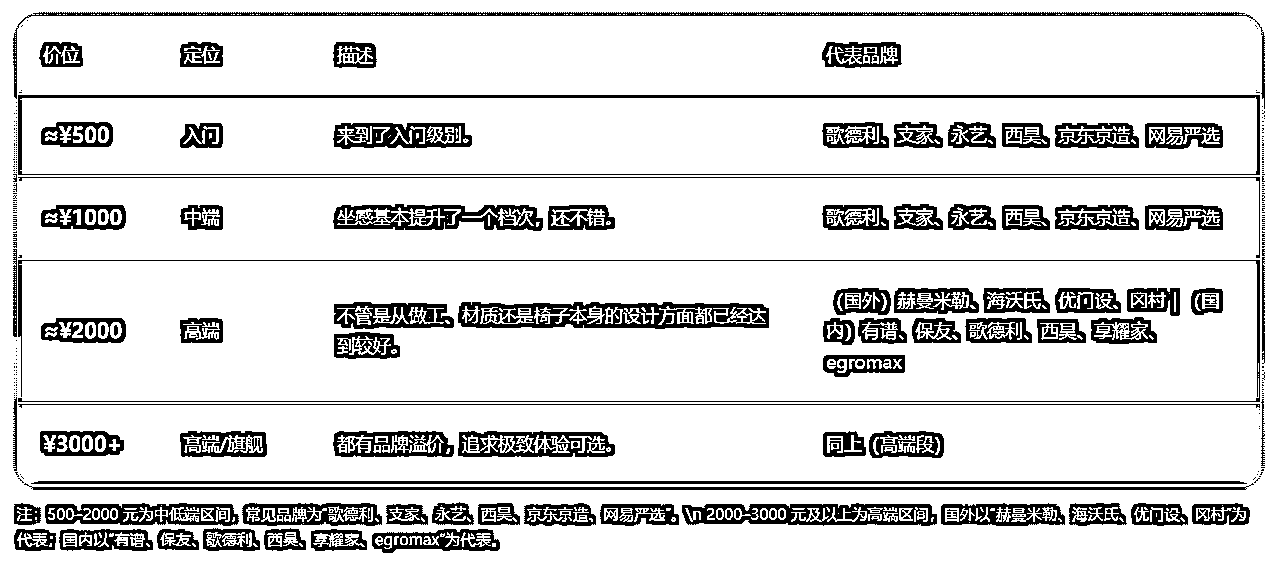 价位 定位 描述 代表品牌
≈¥500 入门 来到了入门级别。 歌德利、支家、永艺、西昊、京东京造、网易严选
≈¥1000 中端 坐感基本提升了一个档次，还不错。 歌德利、支家、永艺、西昊、京东京造、网易严选
≈¥2000 高端 不管是从做工、材质还是椅子本身的设计方面都已经达
到较好。
（国外）赫曼米勒、海沃氏、优门设、冈村 | （国
内）有谱、保友、歌德利、西昊、享耀家、
egromax
¥3000+ 高端/旗舰 都有品牌溢价，追求极致体验可选。 同上（高端段）
注：500–2000 元为中低端区间，常见品牌为"歌德利、支家、永艺、西昊、京东京造、网易严选"。\n 2000–3000 元及以上为高端区间，国外以"赫曼米勒、海沃氏、优门设、冈村"为
代表；国内以"有谱、保友、歌德利、西昊、享耀家、egromax"为代表。